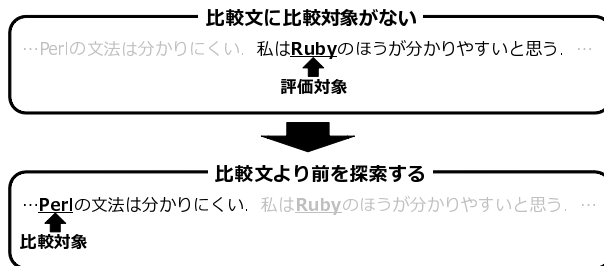 比較文に比較対象がない
…Perlの文法は分かりにくい. 私はRubyのほうが分かりやすいと思う. …
評価対象
比較文より前を探索する
…Perlの文法は分かりにくい. 私はRubyのほうが分かりやすいと思う. …
比較対象